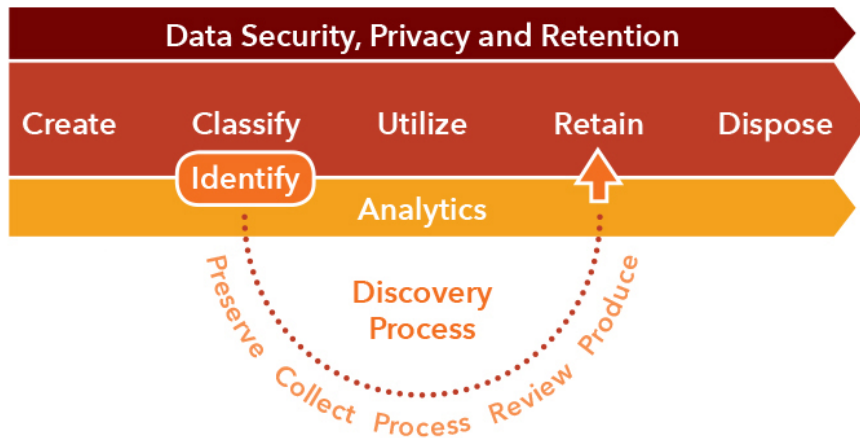 Data Security, Privacy and Retention
Create Classify Utilize Retain Dispose
Identify
Analytics
Discovery
Process
Preserve Collect Process Review Produce